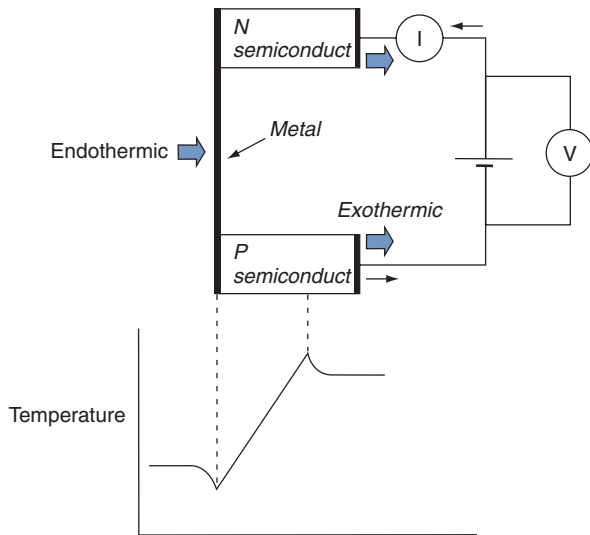 N
semiconduct
I
Endothermic
Metal
V
Exothermic
P
semiconduct
Temperature